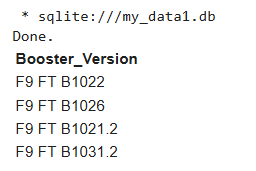 * sqlite:///my_data1.db
Done.
Booster_Version
F9 FT B1022
F9 FT B1026
F9 FT B1021.2
F9 FT B1031.2